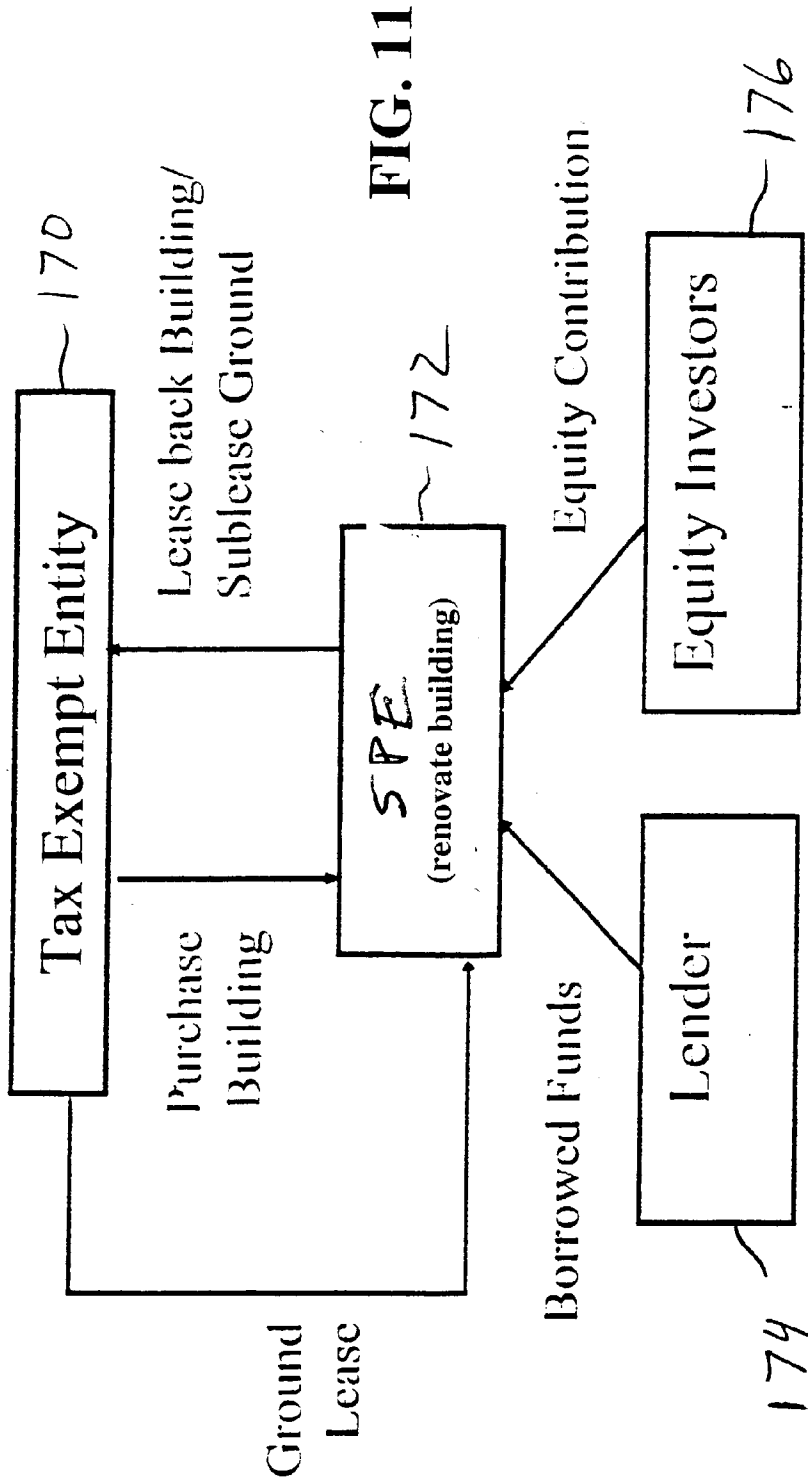 Tax Exempt Entity
170
Ground
Lease
Purchase
Building
Lease back Building/
Sublease Ground
SPE
(renovate building)
172
FIG. 11
Borrowed Funds
Equity Contribution
Lender
174
Equity Investors
176